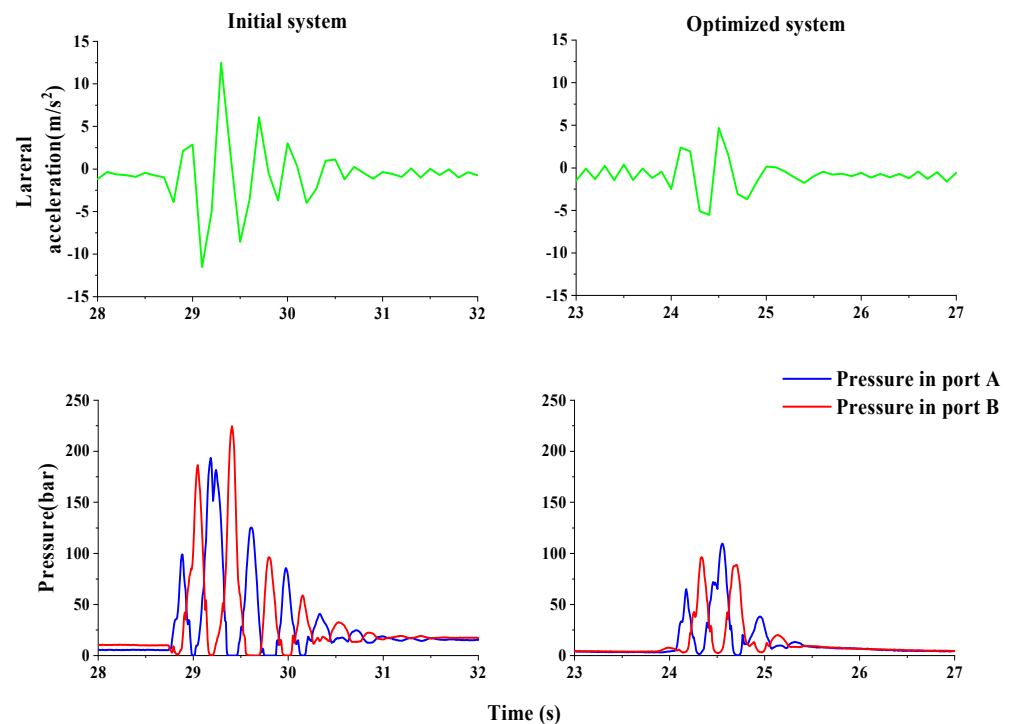 Initial system
Optimized system
Lareral
acceleration(m/s²)
15
10
5
0
-5
-10
-15
28 29 30 31 32
15
10
5
0
-5
-10
-15
23 24 25 26 27
Pressure in port A
Pressure in port B
Pressure(bar)
250
200
150
100
50
0
28 29 30 31 32
250
200
150
100
50
0
23 24 25 26 27
Time (s)